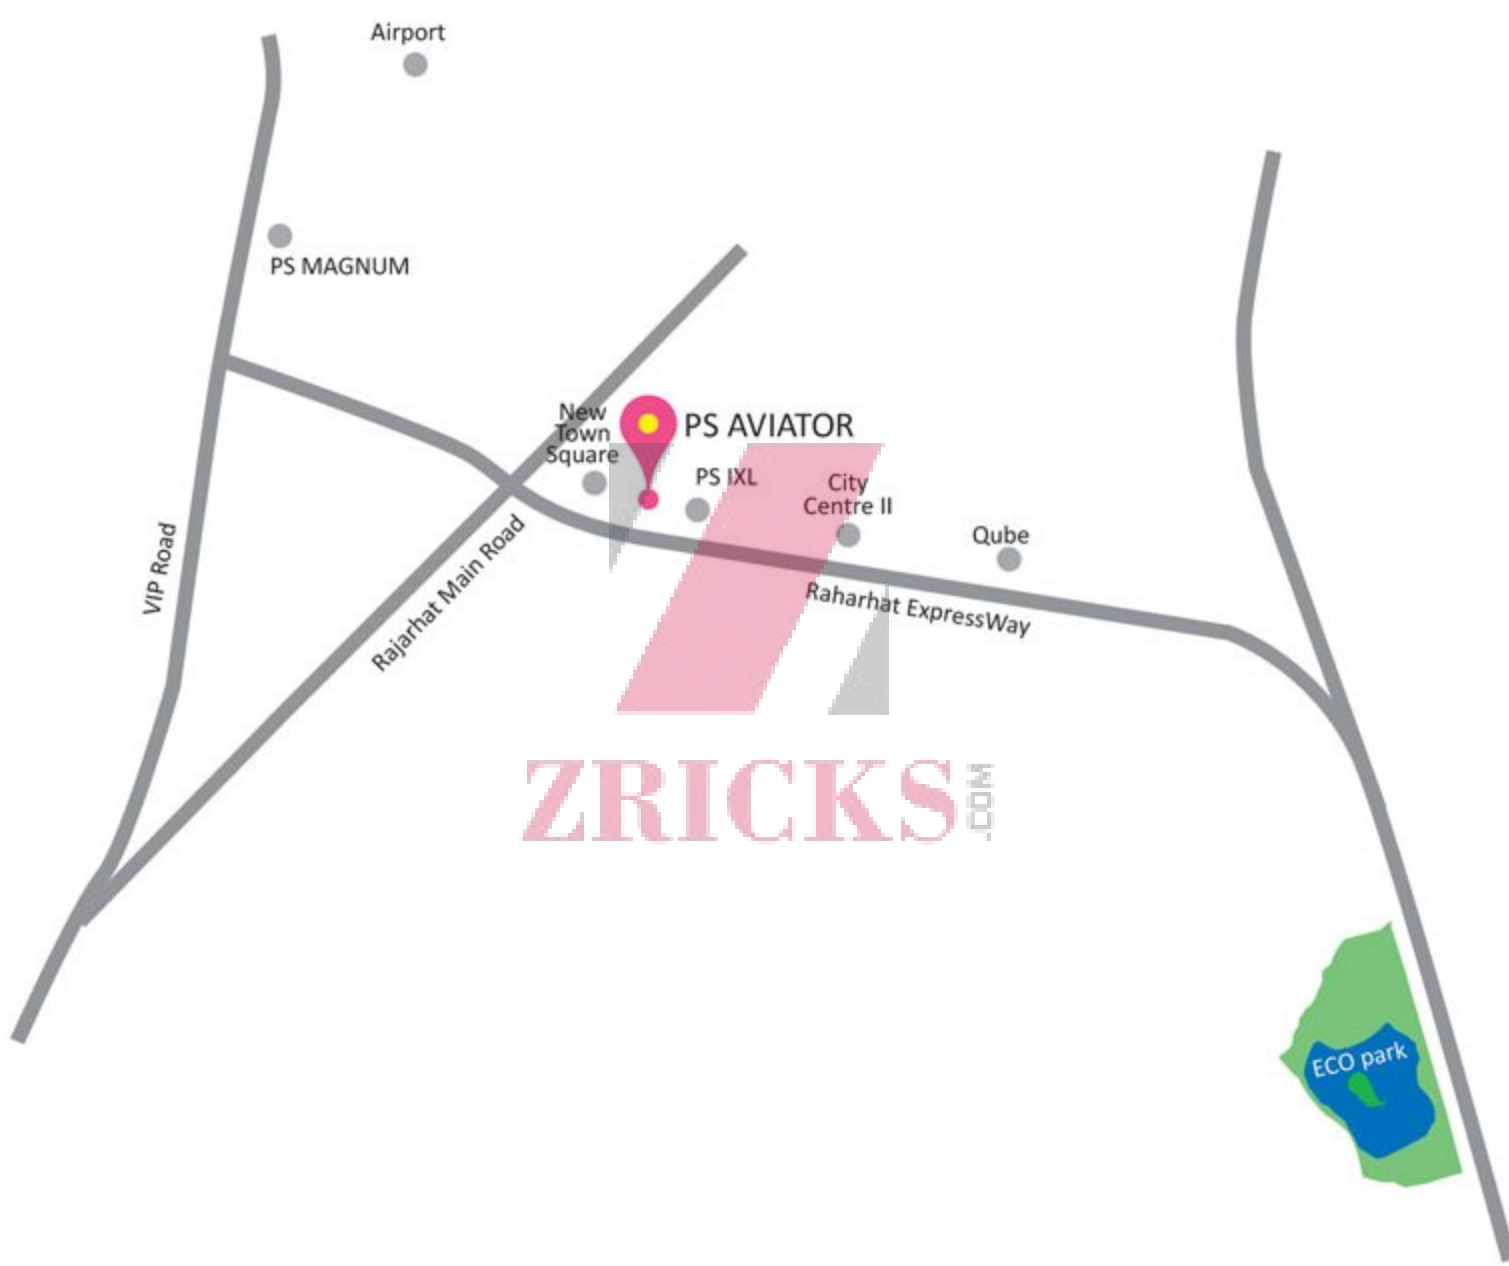 Airport
PS MAGNUM
New
Town
Square
PS AVIATOR
PS IXL
City
Centre II
Qube
VIP Road
Rajarhat Main Road
Raharhat ExpressWay
ZRICKS
.COM
ECO park